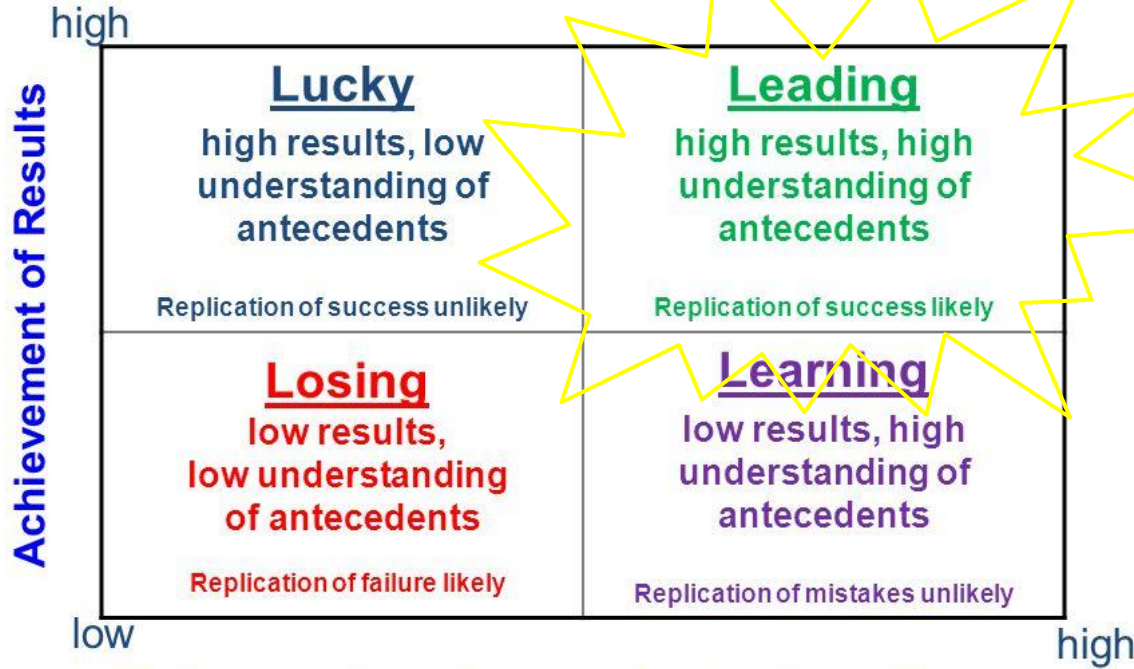 high
Achievement of Results
Lucky
high results, low
understanding of
antecedents
Replication of success unlikely
Leading
high results, high
understanding of
antecedents
Replication of success likely
Losing
low results,
low understanding
of antecedents
Replication of failure likely
Learning
low results, high
understanding of
antecedents
Replication of mistakes unlikely
low
high